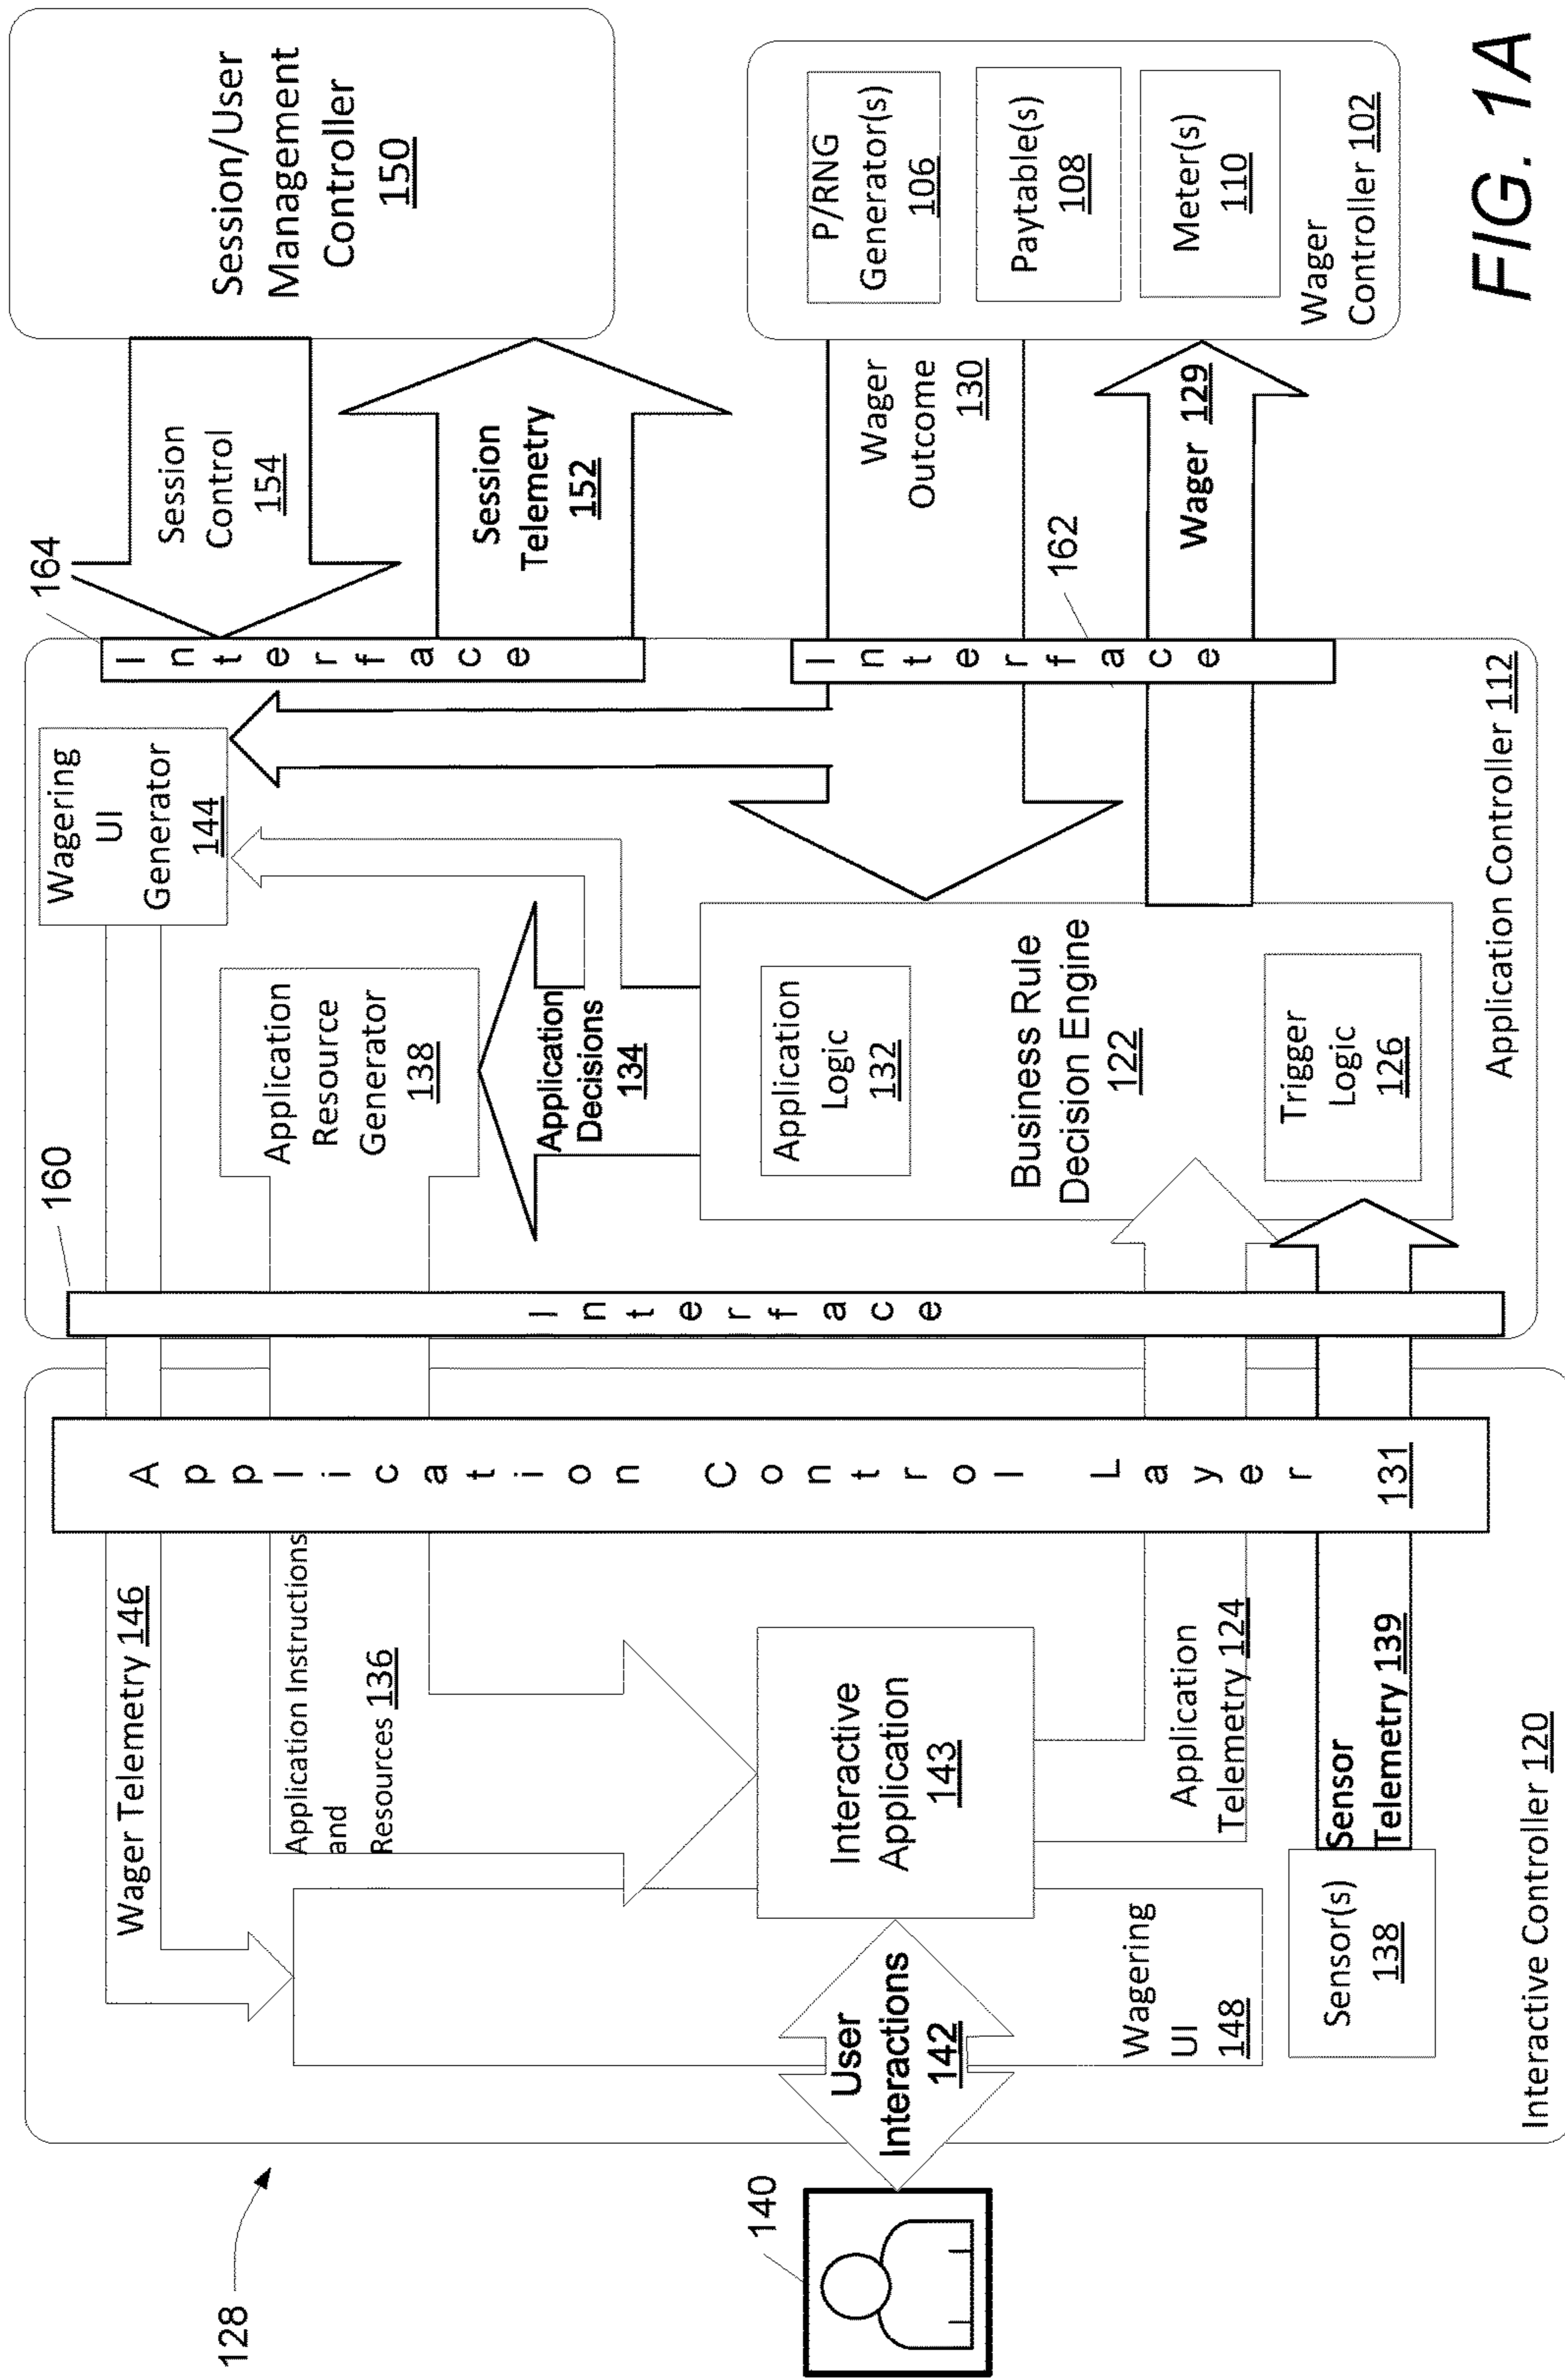 128
140
User
Interactions
142
Wager Telemetry 146
Application Instructions
and
Resources 136
Interactive
Application
143
Application
Telemetry 124
Wagering
UI
148
Sensor(s)
138
Sensor
Telemetry 139
Interactive Controller 120
Application Control Layer
131
160
Interface
Wagering
UI
Generator
144
Application
Resource
Generator
138
Application
Decisions
134
Application
Logic
132
Business Rule
Decision Engine
122
Trigger
Logic
126
Application Controller 112
164
Interface
Interface
162
Session
Control
154
Session
Telemetry
152
Wager
Outcome
130
Wager 129
Session/User
Management
Controller
150
P/RNG
Generator(s)
106
Paytable(s)
108
Meter(s)
110
Wager
Controller 102
FIG. 1A